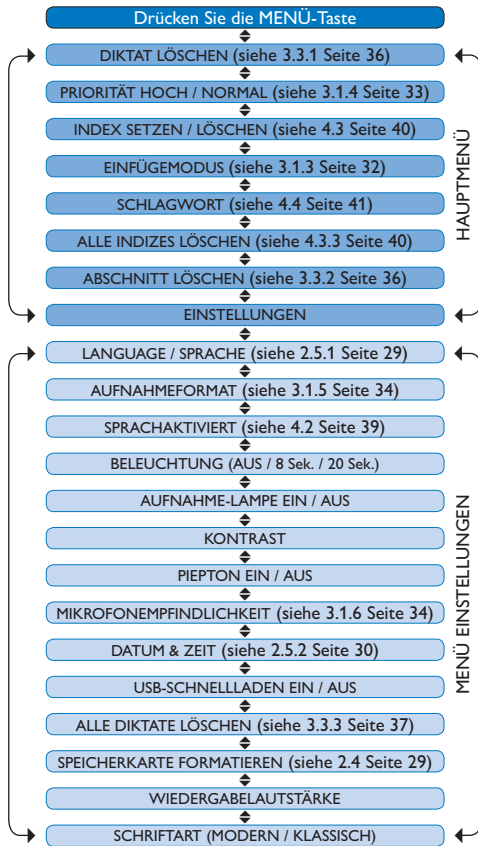 Drücken Sie die MENÜ-Taste
DIKTAT LÖSCHEN (siehe 3.3.1 Seite 36)
PRIORITÄT HOCH / NORMAL (siehe 3.1.4 Seite 33)
INDEX SETZEN / LÖSCHEN (siehe 4.3 Seite 40)
EINFÜGEMODUS (siehe 3.1.3 Seite 32)
SCHLAGWORT (siehe 4.4 Seite 41)
ALLE INDIZES LÖSCHEN (siehe 4.3.3 Seite 40)
ABSCHNITT LÖSCHEN (siehe 3.3.2 Seite 36)
EINSTELLUNGEN
HAUPTMENÜ
LANGUAGE / SPRACHE (siehe 2.5.1 Seite 29)
AUFNAHMEFORMAT (siehe 3.1.5 Seite 34)
SPRACHAKTIVIERT (siehe 4.2 Seite 39)
BELEUCHTUNG (AUS / 8 Sek. / 20 Sek.)
AUFNAHME-LAMPE EIN / AUS
KONTRAST
PIEPTON EIN / AUS
MIKROFONEMPFINDLICHKEIT (siehe 3.1.6 Seite 34)
DATUM & ZEIT (siehe 2.5.2 Seite 30)
USB-SCHNELLLADEN EIN / AUS
ALLE DIKTATE LÖSCHEN (siehe 3.3.3 Seite 37)
SPEICHERKARTE FORMATIEREN (siehe 2.4 Seite 29)
WIEDERGABELAUTSTÄRKE
SCHRIFTART (MODERN / KLASSISCH)
MENÜ EINSTELLUNGEN